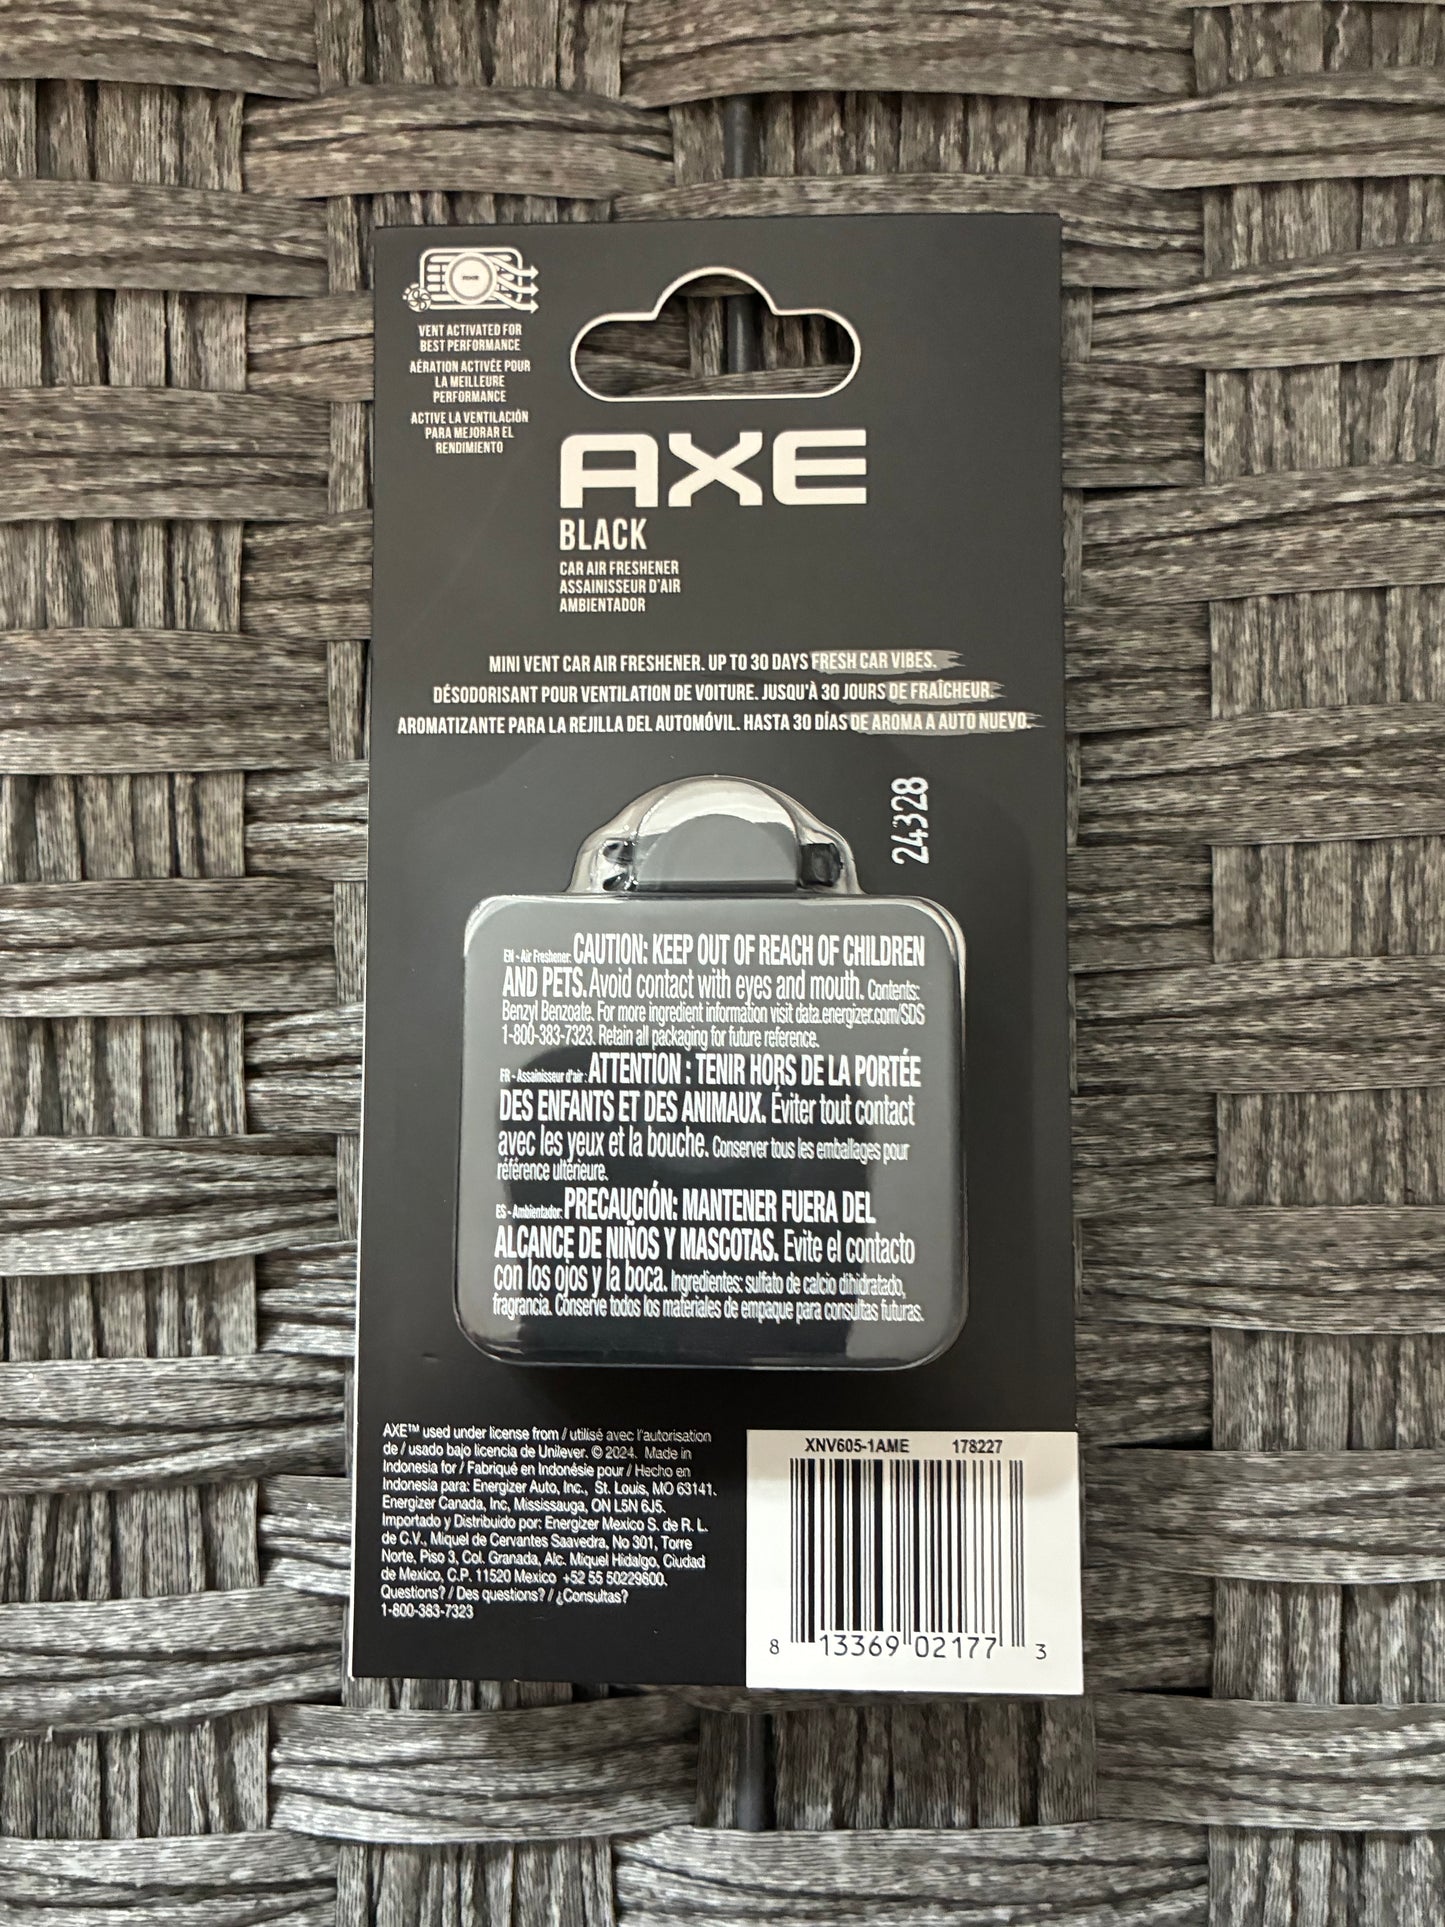 VENT ACTIVATED FOR
BEST PERFORMANCE
AÉRATION ACTIVÉE POUR
LA MEILLEURE
PERFORMANCE
ACTIVE LA VENTILACIÓN
PARA MEJORAR EL
RENDIMIENTO
AXE
BLACK
CAR AIR FRESHENER
ASSAINISSEUR D'AIR
AMBIENTADOR
MINI VENT CAR AIR FRESHENER. UP TO 30 DAYS FRESH CAR VIBES.
DÉSODORISANT POUR VENTILATION DE VOITURE. JUSQU'À 30 JOURS DE FRAÎCHEUR.
AROMATIZANTE PARA LA REJILLA DEL AUTOMÓVIL. HASTA 30 DÍAS DE AROMA A AUTO NUEVO.
24328
EN - Air Freshener: CAUTION: KEEP OUT OF REACH OF CHILDREN
AND PETS. Avoid contact with eyes and mouth. Contents:
Benzyl Benzoate. For more ingredient information visit data.energizer.com/SDS
1-800-383-7323. Retain all packaging for future reference.
FR - Assainisseur d'air : ATTENTION : TENIR HORS DE LA PORTÉE
DES ENFANTS ET DES ANIMAUX. Éviter tout contact
avec les yeux et la bouche. Conserver tous les emballages pour
référence ultérieure.
ES - Ambientador: PRECAUCIÓN: MANTENER FUERA DEL
ALCANCE DE NIÑOS Y MASCOTAS. Evite el contacto
con los ojos y la boca. Ingredientes: sulfato de calcio dihidratado,
fragrancia. Conserve todos los materiales de empaque para consultas futuras.
AXE™ used under license from / utilisé avec l'autorisation
de / usado bajo licencia de Unilever. © 2024. Made in
Indonesia for / Fabriqué en Indonésie pour / Hecho en
Indonesia para: Energizer Auto, Inc., St. Louis, MO 63141.
Energizer Canada, Inc, Mississauga, ON L5N 6J5.
Importado y Distribuido por: Energizer Mexico S. de R. L.
de C.V., Miquel de Cervantes Saavedra, No 301, Torre
Norte, Piso 3, Col. Granada, Alc. Miquel Hidalgo, Ciudad
de Mexico, C.P. 11520 Mexico +52 55 50229800.
Questions? / Des questions? / ¿Consultas?
1-800-383-7323
XNV605-1AME 178227
8 13369 02177 3